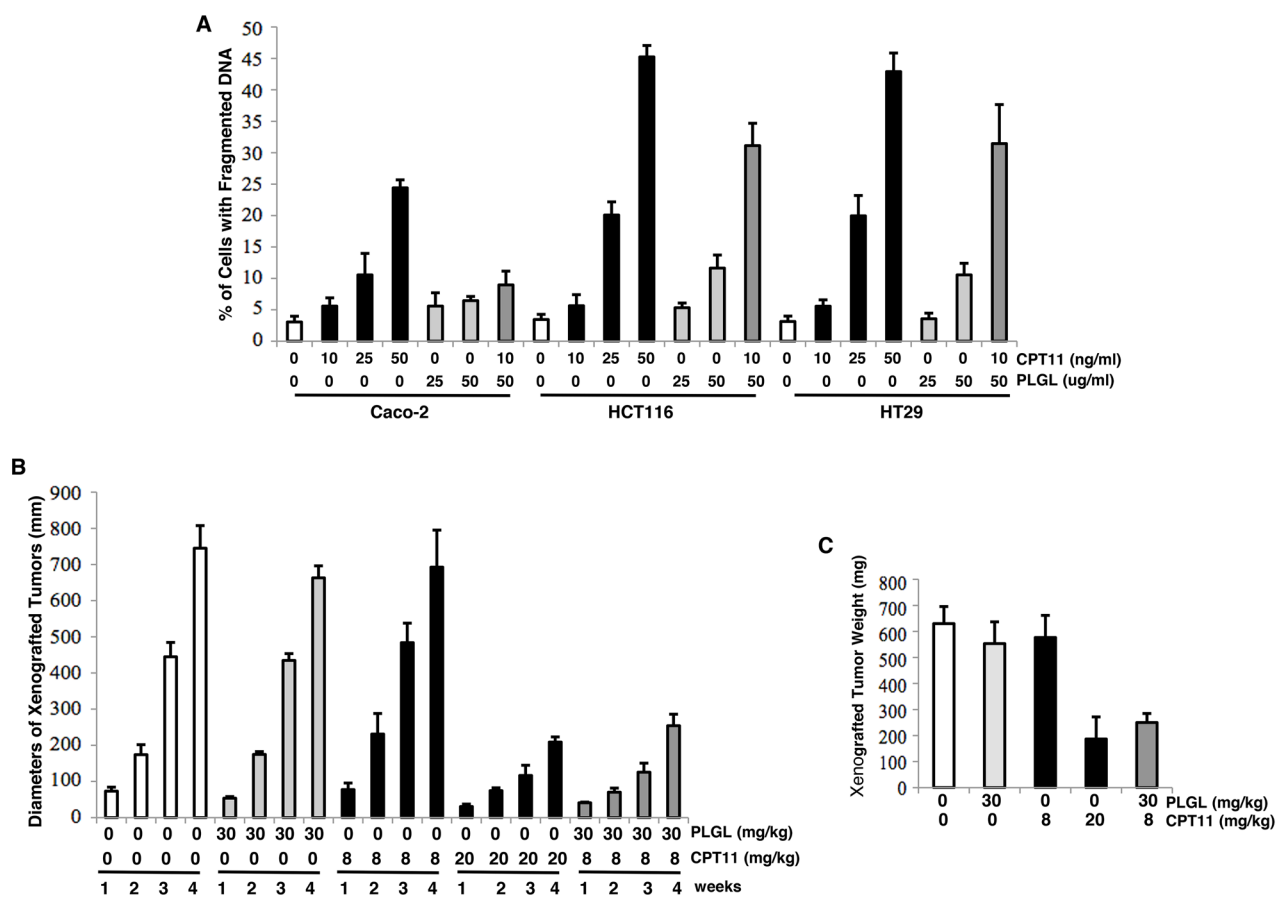 A
% of Cells with Fragmented DNA
50
45
40
35
30
25
20
15
10
5
0
0 10 25 50 0 0 10 0 10 25 50 0 0 10 0 10 25 50 0 0 10 CPT11 (ng/ml)
0 0 0 0 25 50 50 0 0 0 0 25 50 50 0 0 0 0 25 50 50 PLGL (ug/ml)
Caco-2 HCT116 HT29
B
Diameters of Xenografted Tumors (mm)
900
800
700
600
500
400
300
200
100
0
0 0 0 0 30 30 30 30 0 0 0 0 0 0 0 0 30 30 30 30 PLGL (mg/kg)
0 0 0 0 0 0 0 0 8 8 8 8 20 20 20 20 8 8 8 8 CPT11 (mg/kg)
1 2 3 4 1 2 3 4 1 2 3 4 1 2 3 4 1 2 3 4 weeks
C
Xenografted Tumor Weight (mg)
800
700
600
500
400
300
200
100
0
0 30 0 0 30 PLGL (mg/kg)
0 0 8 20 8 CPT11 (mg/kg)